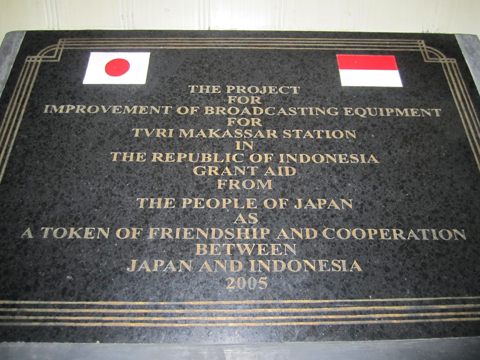 THE PROJECT
FOR
IMPROVEMENT OF BROADCASTING EQUIPMENT
FOR
TVRI MAKASSAR STATION
IN
THE REPUBLIC OF INDONESIA
GRANT AID
FROM
THE PEOPLE OF JAPAN
AS
A TOKEN OF FRIENDSHIP AND COOPERATION
BETWEEN
JAPAN AND INDONESIA
2005